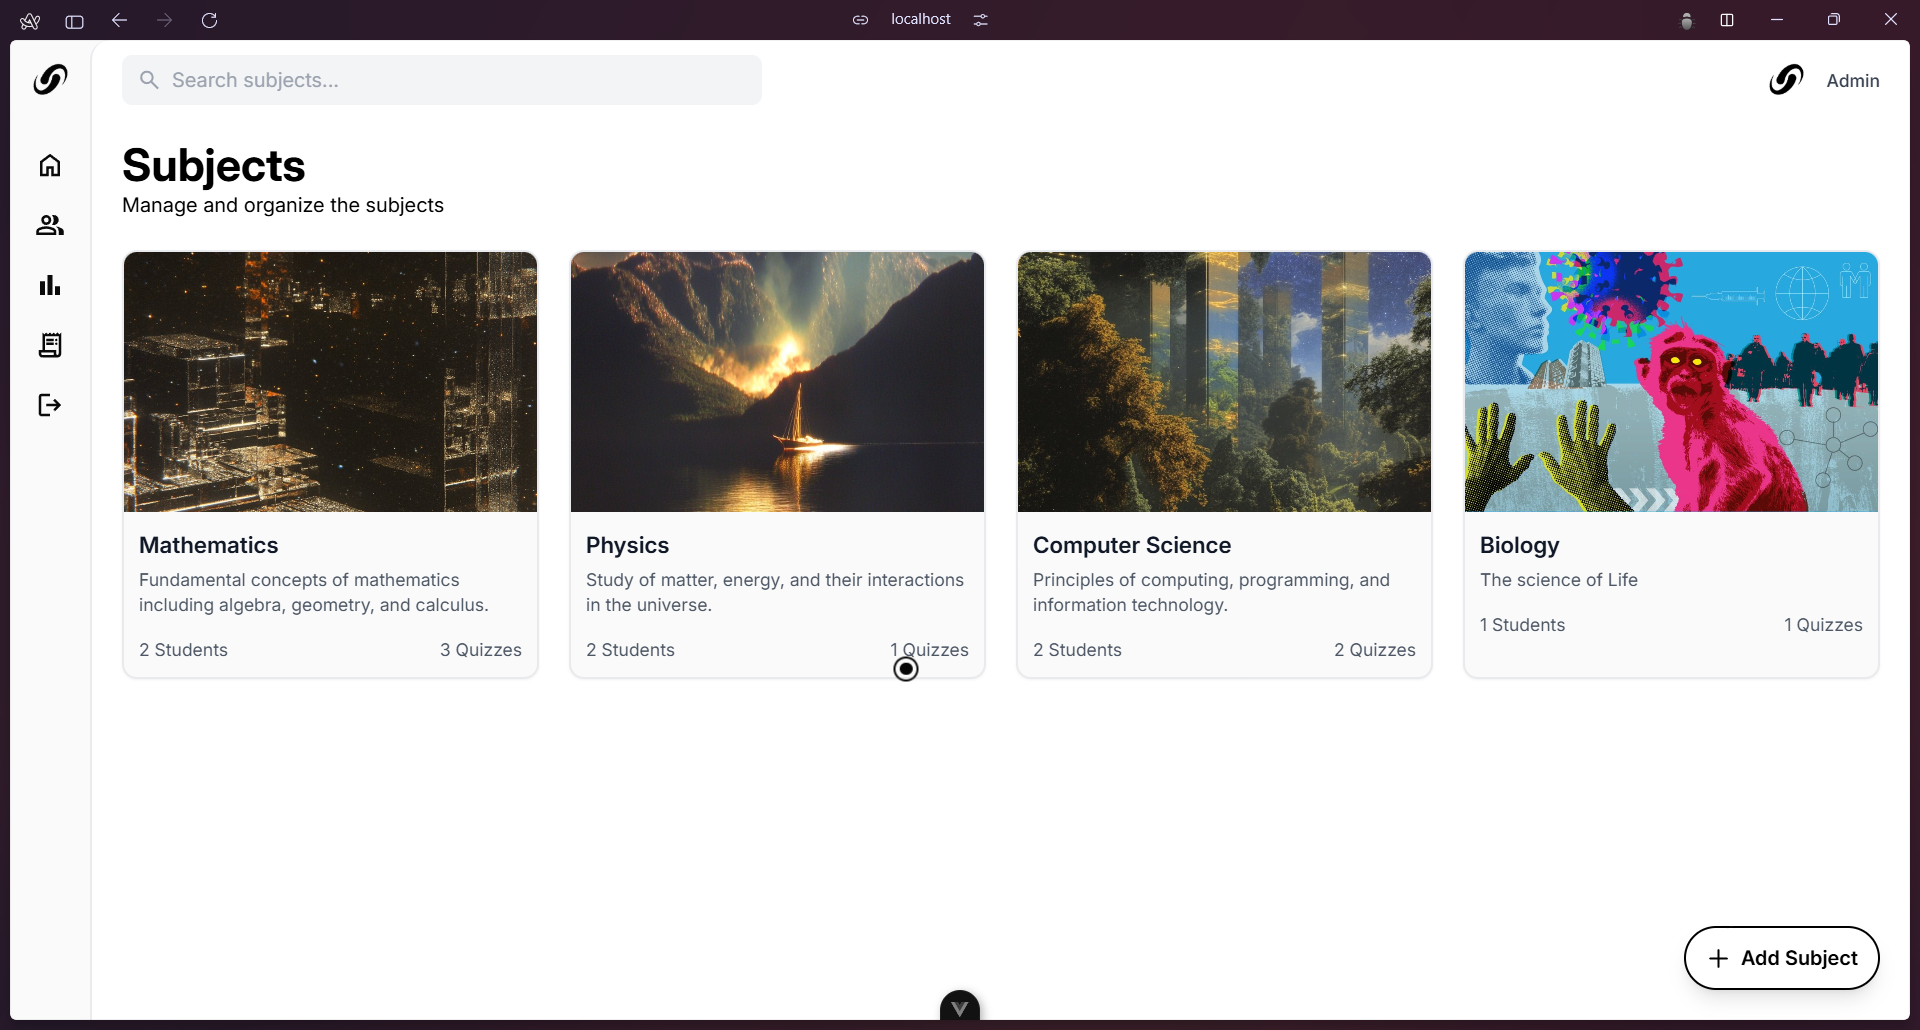 localhost
Search subjects...
Admin
Subjects
Manage and organize the subjects
Mathematics
Fundamental concepts of mathematics
including algebra, geometry, and calculus.
2 Students
3 Quizzes
Physics
Study of matter, energy, and their interactions
in the universe.
2 Students
1 Quizzes
Computer Science
Principles of computing, programming, and
information technology.
2 Students
2 Quizzes
Biology
The science of Life
1 Students
1 Quizzes
Add Subject